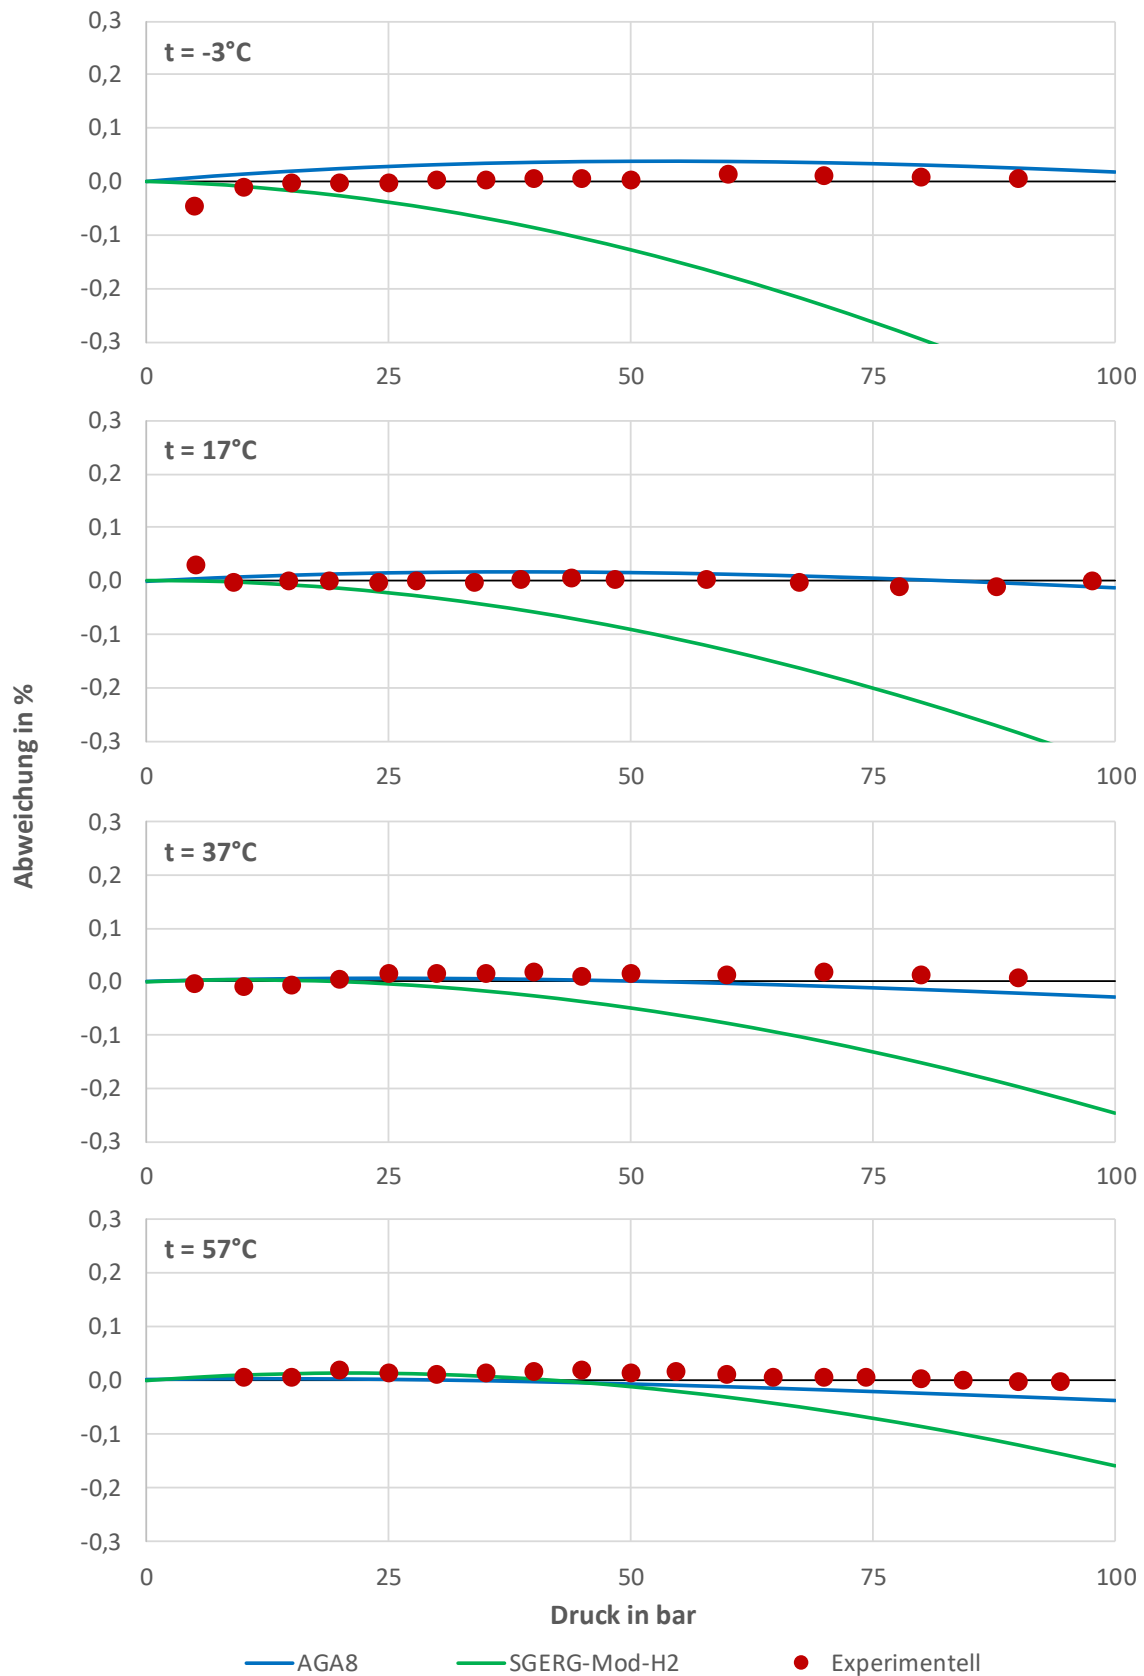 0,3
t = -3°C
0,2
0,1
0,0
-0,1
-0,2
-0,3
0 25 50 75 100
0,3
t = 17°C
0,2
0,1
0,0
-0,1
-0,2
-0,3
0 25 50 75 100
Abweichung in %
0,3
t = 37°C
0,2
0,1
0,0
-0,1
-0,2
-0,3
0 25 50 75 100
0,3
t = 57°C
0,2
0,1
0,0
-0,1
-0,2
-0,3
0 25 50 75 100
Druck in bar
AGA8 SGERG-Mod-H2 Experimentell